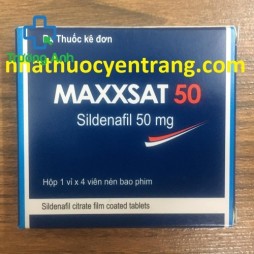 Thuốc kê đơn
nhathuocyentrang.com
MAXXSAT 50
Sildenafil 50 mg
Hộp 1 vỉ x 4 viên nén bao phim
Sildenafil citrate film coated tablets